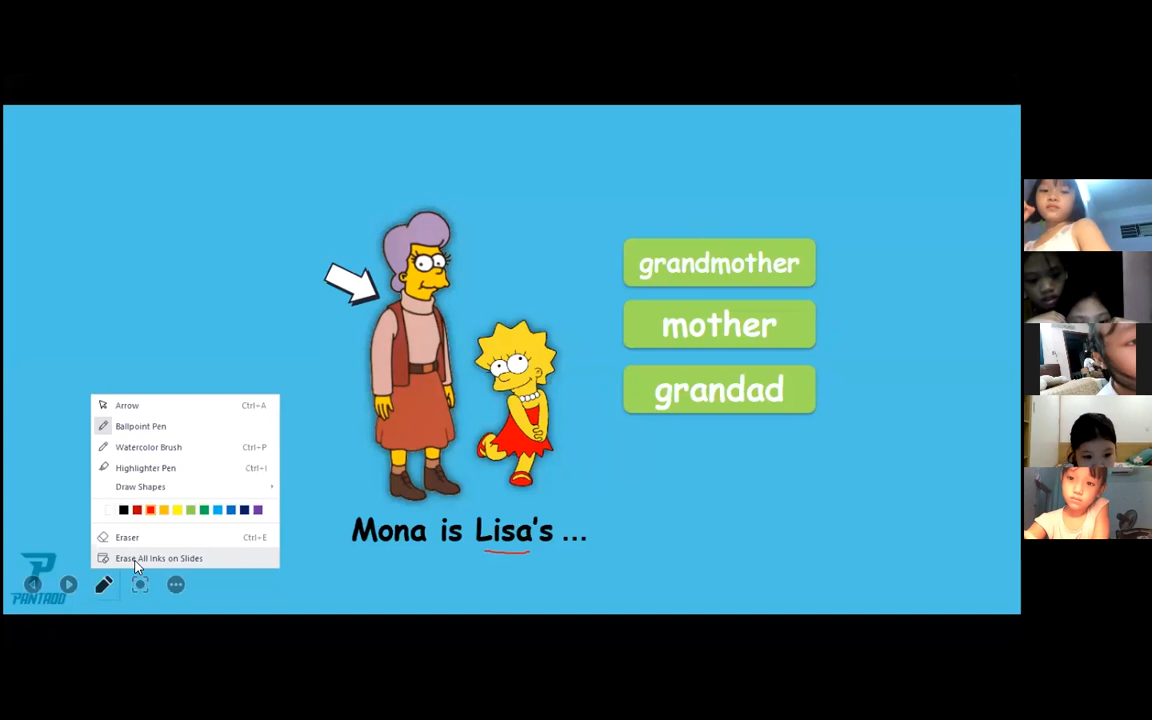 grandmother
mother
grandad
Arrow Ctrl+A
Ballpoint Pen
Watercolor Brush Ctrl+P
Highlighter Pen Ctrl+I
Draw Shapes
Eraser Ctrl+E
Erase All Inks on Slides
Mona is Lisa's ...
PANTADO